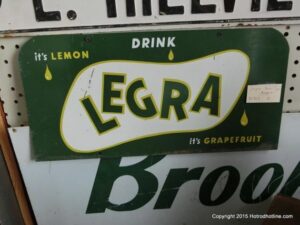 DRINK
it's LEMON
LEGRA
it's GRAPEFRUIT
Broo
Copyright 2015 Hotrodhotline.com